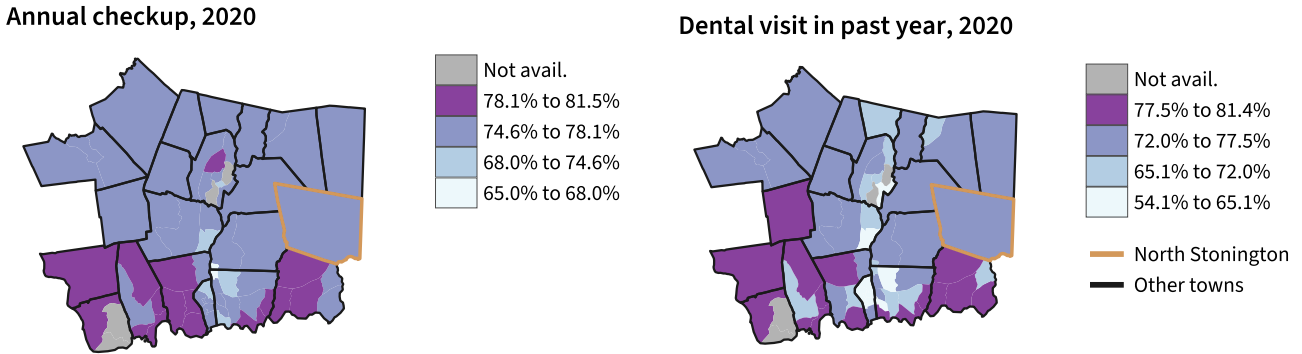 Annual checkup, 2020
Not avail.
78.1% to 81.5%
74.6% to 78.1%
68.0% to 74.6%
65.0% to 68.0%
Dental visit in past year, 2020
Not avail.
77.5% to 81.4%
72.0% to 77.5%
65.1% to 72.0%
54.1% to 65.1%
North Stonington
Other towns